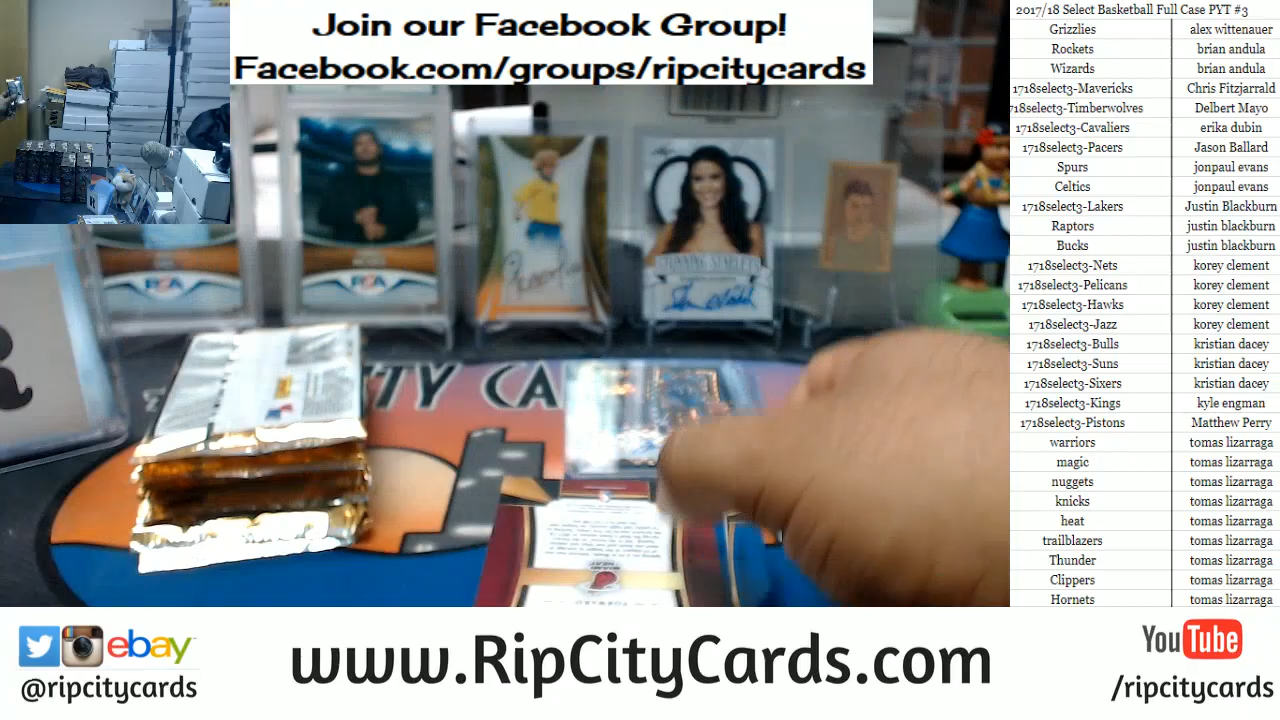 Join our Facebook Group!
Facebook.com/groups/ripcitycards
2017/18 Select Basketball Full Case PYT #3
Grizzlies alex wittenauer
Rockets brian andula
Wizards brian andula
1718select3-Mavericks Chris Fitzjarrald
718select3-Timberwolves Delbert Mayo
1718select3-Cavaliers erika dubin
1718select3-Pacers Jason Ballard
Spurs jonpaul evans
Celtics jonpaul evans
1718select3-Lakers Justin Blackburn
Raptors justin blackburn
Bucks justin blackburn
1718select3-Nets korey clement
1718select3-Pelicans korey clement
1718select3-Hawks korey clement
1718select3-Jazz korey clement
1718select3-Bulls kristian dacey
1718select3-Suns kristian dacey
1718select3-Sixers kristian dacey
1718select3-Kings kyle engman
1718select3-Pistons Matthew Perry
warriors tomas lizarraga
magic tomas lizarraga
nuggets tomas lizarraga
knicks tomas lizarraga
heat tomas lizarraga
trailblazers tomas lizarraga
Thunder tomas lizarraga
Clippers tomas lizarraga
Hornets tomas lizarraga
TY CA
ebay
@ripcitycards
www.RipCityCards.com
YouTube
/ripcitycards